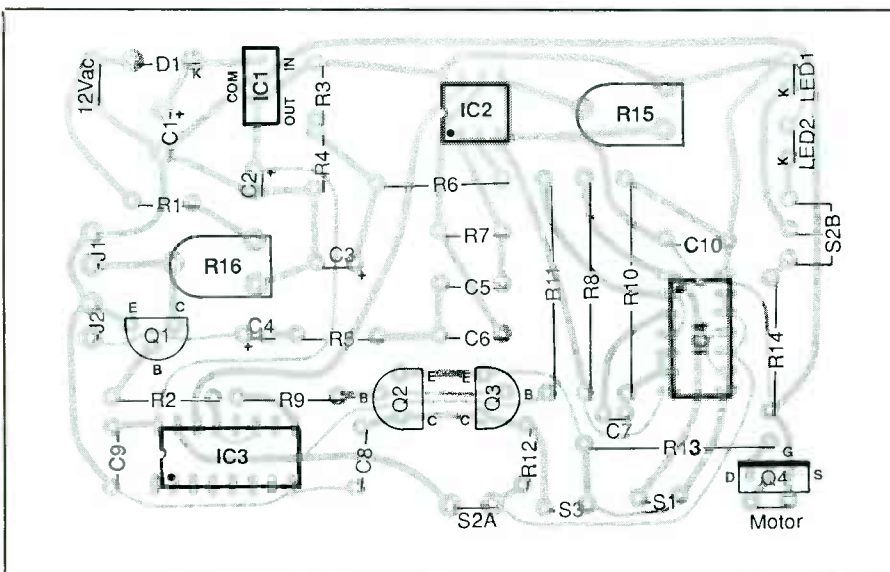 12Vac
D1
K
C1
+
COM
IC1
IN
OUT
R3
R4
C2
+
R1
J1
J2
R16
C3
+
E
C
Q1
B
C4
+
R5
R2
R9
C9
IC3
C8
IC2
R15
R6
R7
C5
C6
R11
R8
R10
C10
IC4
B
Q2
E
C
E
C
Q3
B
R12
C7
R13
R14
S2A
S3
S1
K
LED1
K
LED2
S2B
G
D
Q4
S
Motor